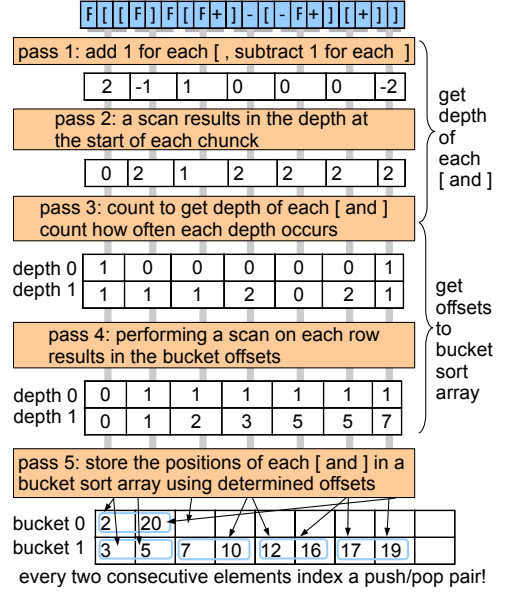 F [ [ F ] F [ F + ] - [ - F + ] [ + ] ]
pass 1: add 1 for each [ , subtract 1 for each ]
2 -1 1 0 0 0 -2
pass 2: a scan results in the depth at
the start of each chunck
0 2 1 2 2 2 2
get
depth
of
each
[ and ]
pass 3: count to get depth of each [ and ]
count how often each depth occurs
depth 0 1 0 0 0 0 0 1
depth 1 1 1 1 2 0 2 1
pass 4: performing a scan on each row
results in the bucket offsets
depth 0 0 1 1 1 1 1 1
depth 1 0 1 2 3 5 5 7
get
offsets
to
bucket
sort
array
pass 5: store the positions of each [ and ] in a
bucket sort array using determined offsets
bucket 0 2 20
bucket 1 3 5 7 10 12 16 17 19
every two consecutive elements index a push/pop pair!